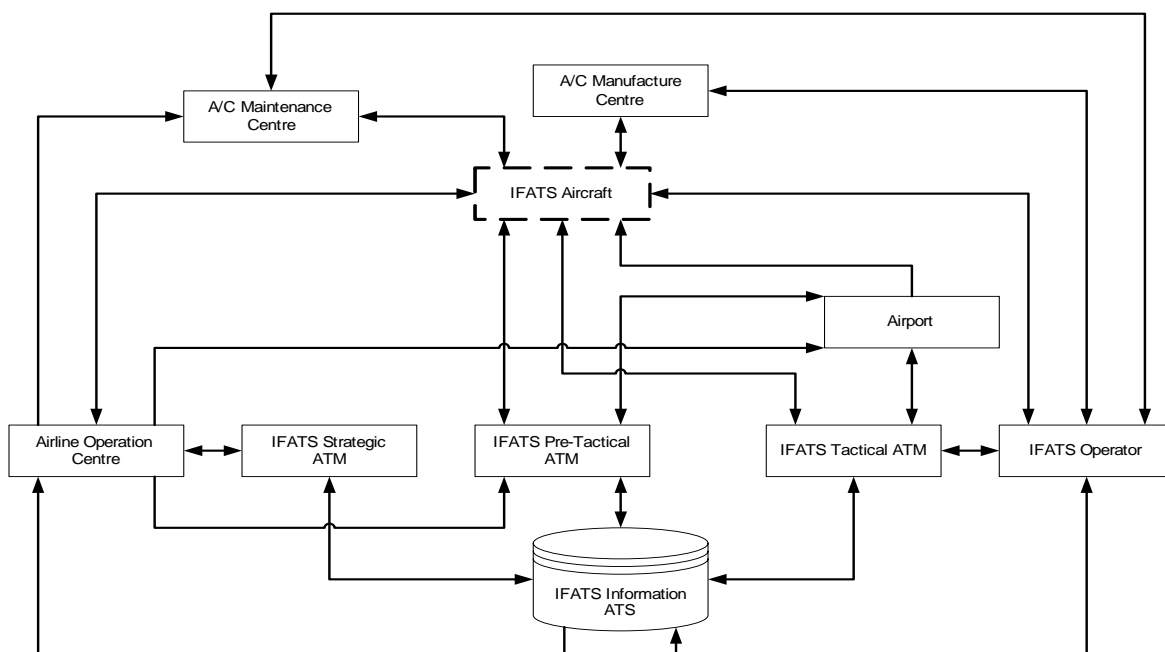 A/C Maintenance
Centre
A/C Manufacture
Centre
IFATS Aircraft
Airport
Airline Operation
Centre
IFATS Strategic
ATM
IFATS Pre-Tactical
ATM
IFATS Tactical ATM
IFATS Operator
IFATS Information
ATS